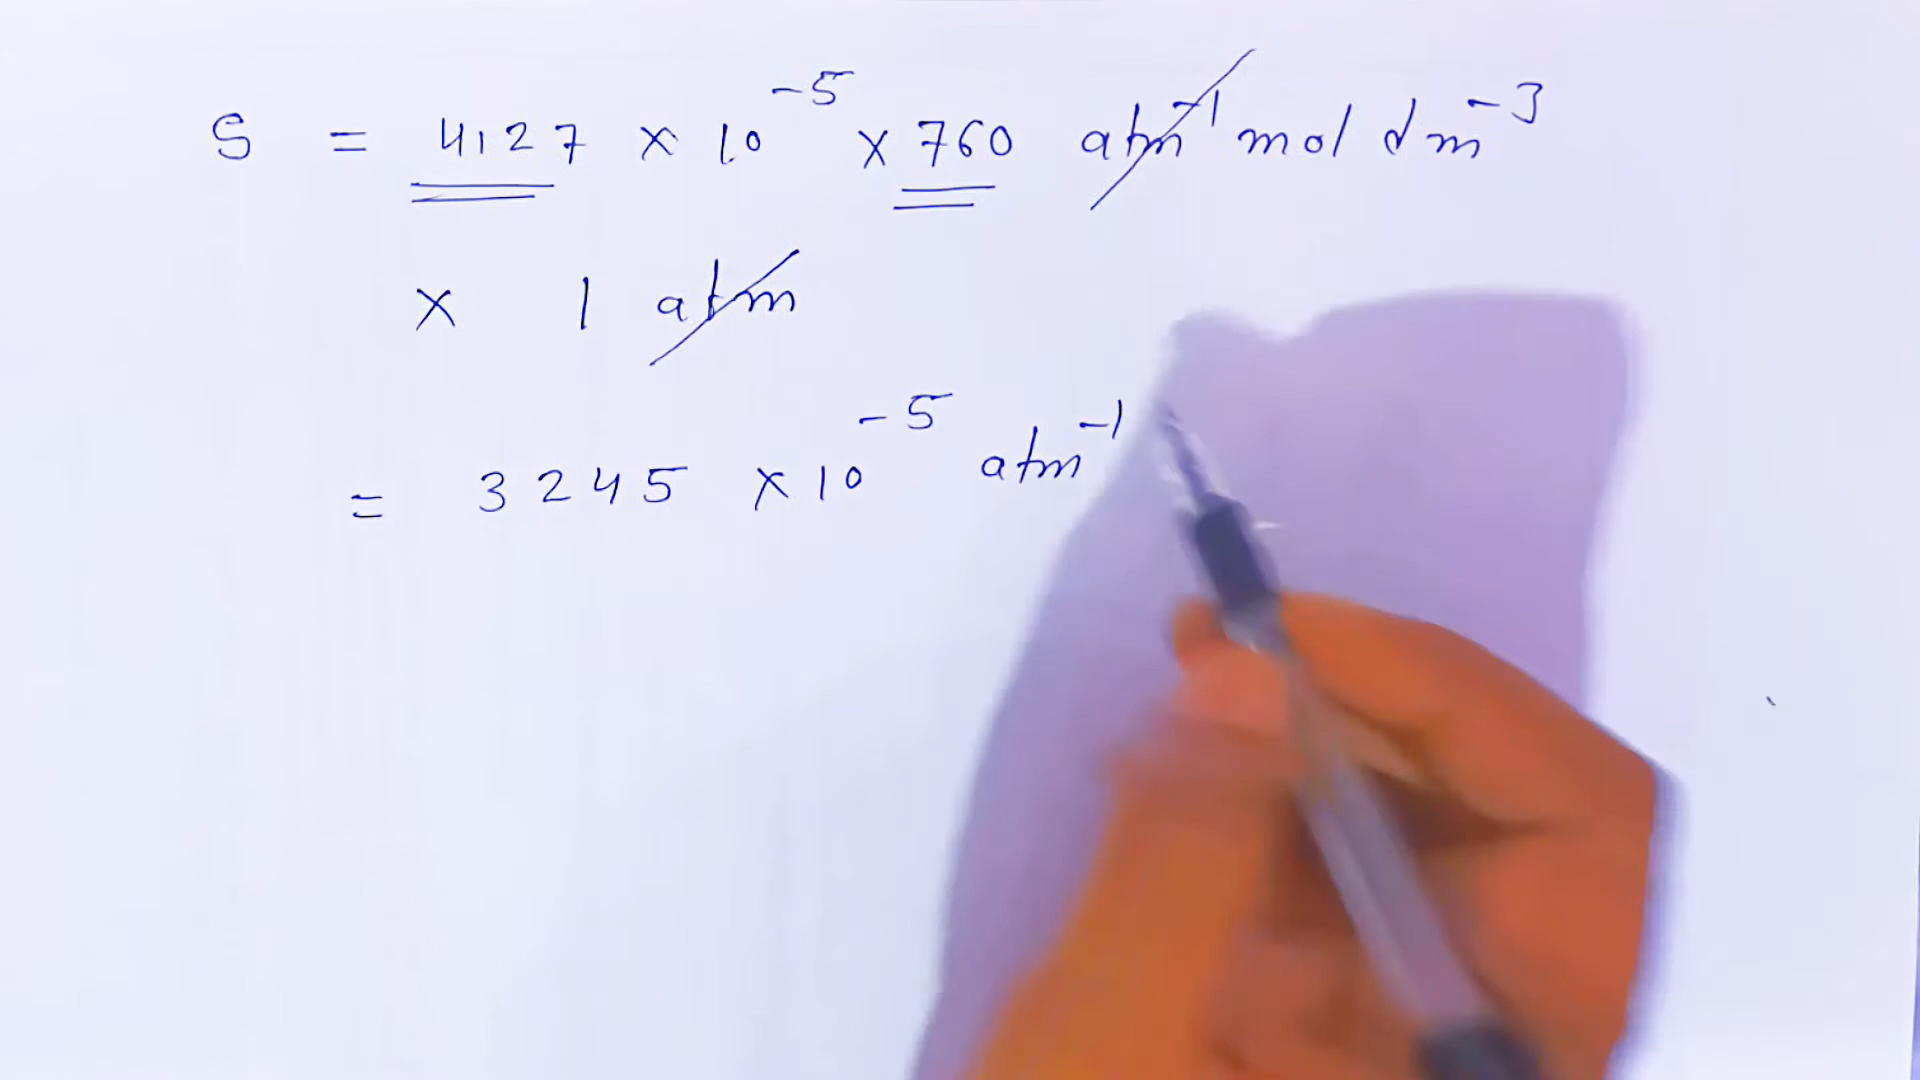 S = 4127 × 10⁻⁵ × 760 atm⁻¹ mol dm⁻³
× 1 atm
= 3245 × 10⁻⁵ atm⁻¹